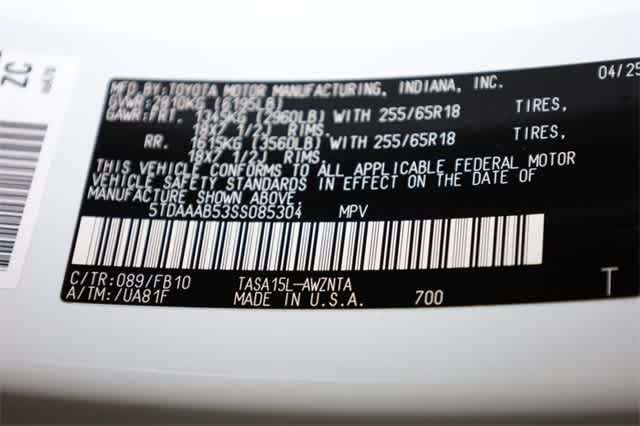 ZC
04/25
MFD.BY:TOYOTA MOTOR MANUFACTURING, INDIANA, INC.
GVWR:2810KG (6195LB)
GAWR:FRT. 1345KG (2960LB) WITH 255/65R18 TIRES,
18X7 1/2J RIMS.
RR. 1615KG (3560LB) WITH 255/65R18 TIRES,
18X7 1/2J RIMS.
THIS VEHICLE CONFORMS TO ALL APPLICABLE FEDERAL MOTOR
VEHICLE SAFETY STANDARDS IN EFFECT ON THE DATE OF
MANUFACTURE SHOWN ABOVE.
5TDAAAB53SS085304 MPV
C/TR:089/FB10 TASA15L-AWZNTA
A/TM:/UA81F MADE IN U.S.A. 700
T